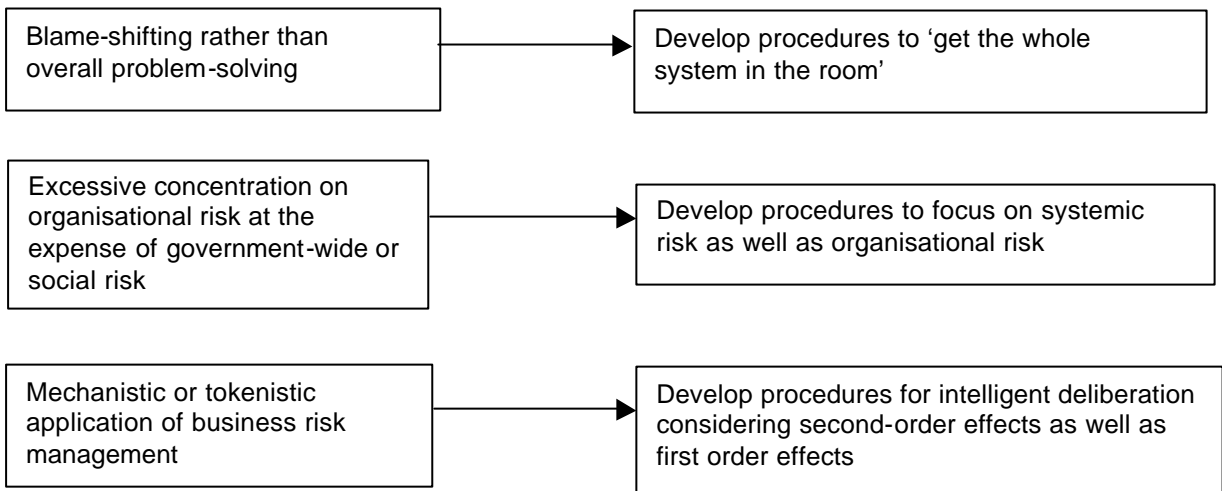 Blame-shifting rather than
overall problem-solving
Develop procedures to ‘get the whole
system in the room’
Excessive concentration on
organisational risk at the
expense of government-wide or
social risk
Develop procedures to focus on systemic
risk as well as organisational risk
Mechanistic or tokenistic
application of business risk
management
Develop procedures for intelligent deliberation
considering second-order effects as well as
first order effects